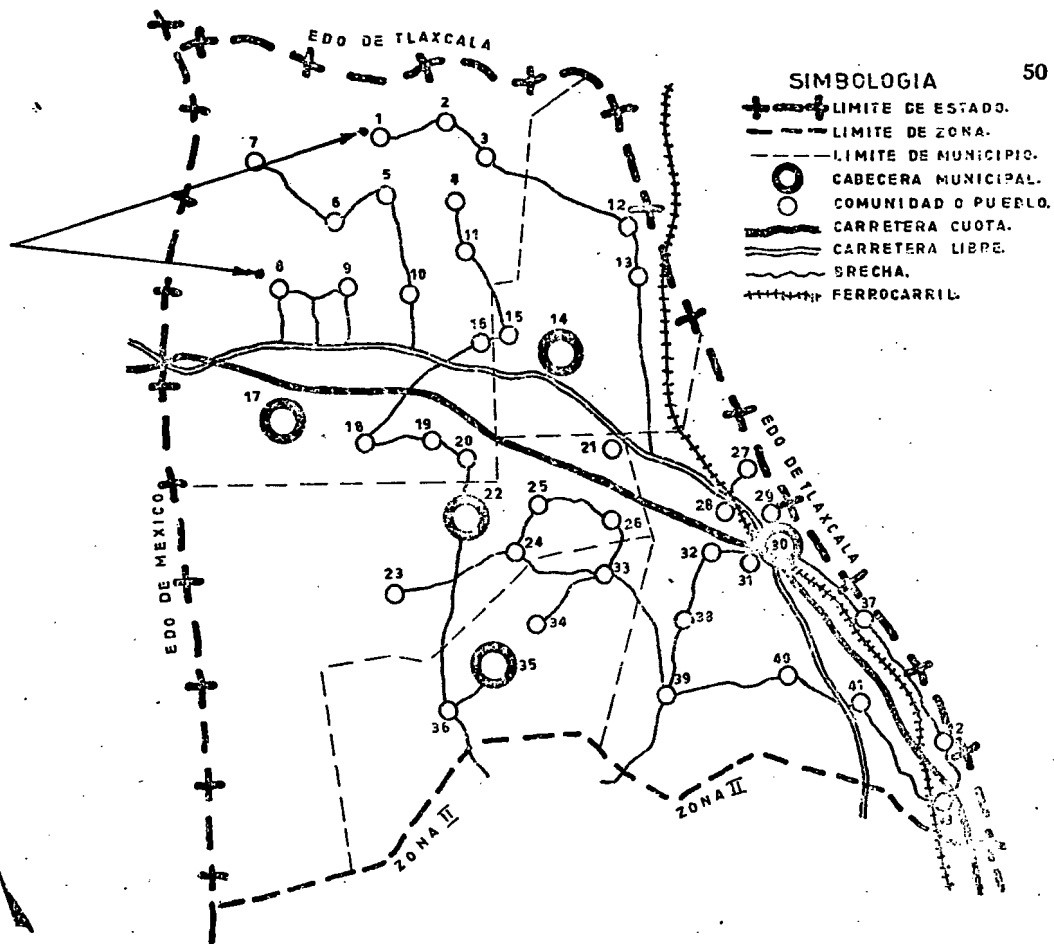 EDO DE TLAXCALA
50
SIMBOLOGIA
LIMITE DE ESTADO.
LIMITE DE ZONA.
LIMITE DE MUNICIPIO.
CABECERA MUNICIPAL.
COMUNIDAD O PUEBLO.
CARRETERA CUOTA.
CARRETERA LIBRE.
BRECHA.
FERROCARRIL.
1
2
3
7
5
4
6
12
11
13
8
9
10
14
16
15
17
18
19
20
21
27
EDO DE TLAXCALA
22
25
26
28
29
EDO DE MEXICO
24
32
30
31
23
33
34
38
37
35
39
40
41
36
ZONA II
ZONA II